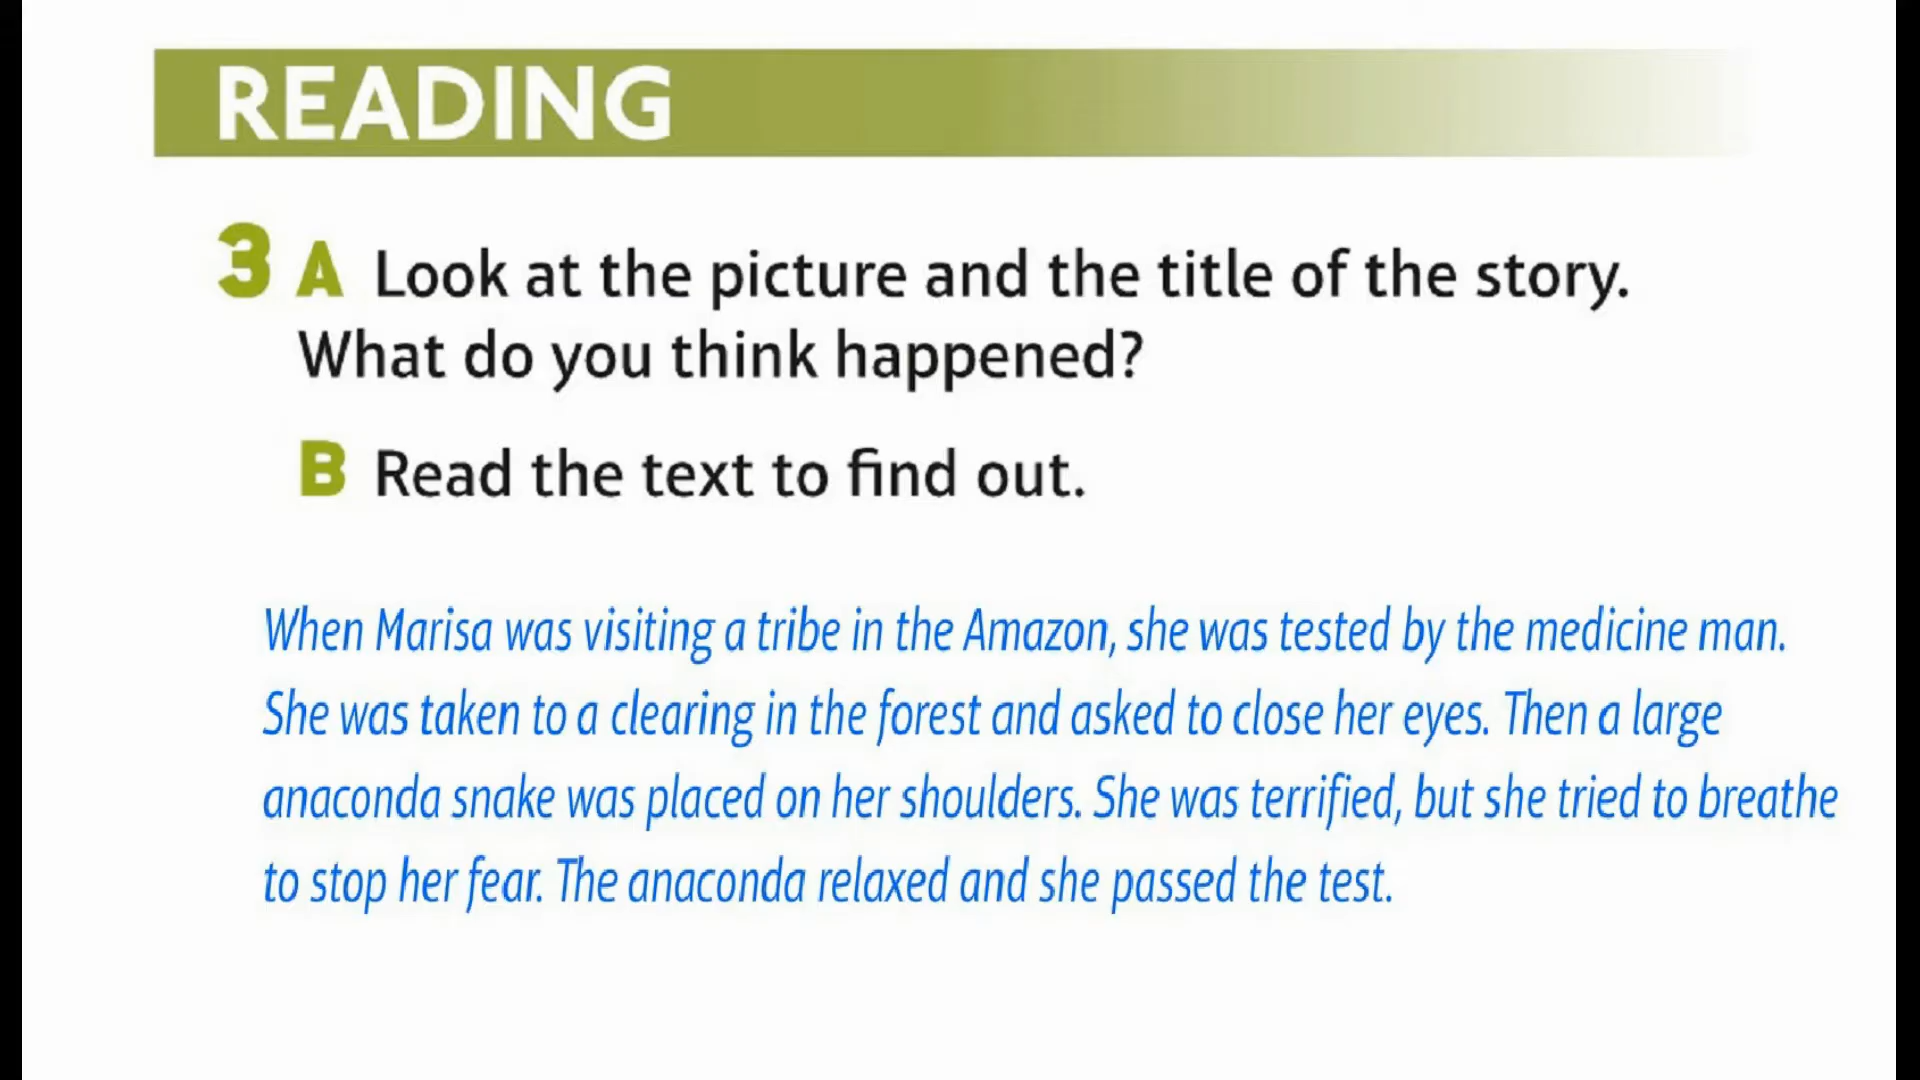 READING
3 A Look at the picture and the title of the story.
What do you think happened?
B Read the text to find out.
When Marisa was visiting a tribe in the Amazon, she was tested by the medicine man.
She was taken to a clearing in the forest and asked to close her eyes. Then a large
anaconda snake was placed on her shoulders. She was terrified, but she tried to breathe
to stop her fear. The anaconda relaxed and she passed the test.